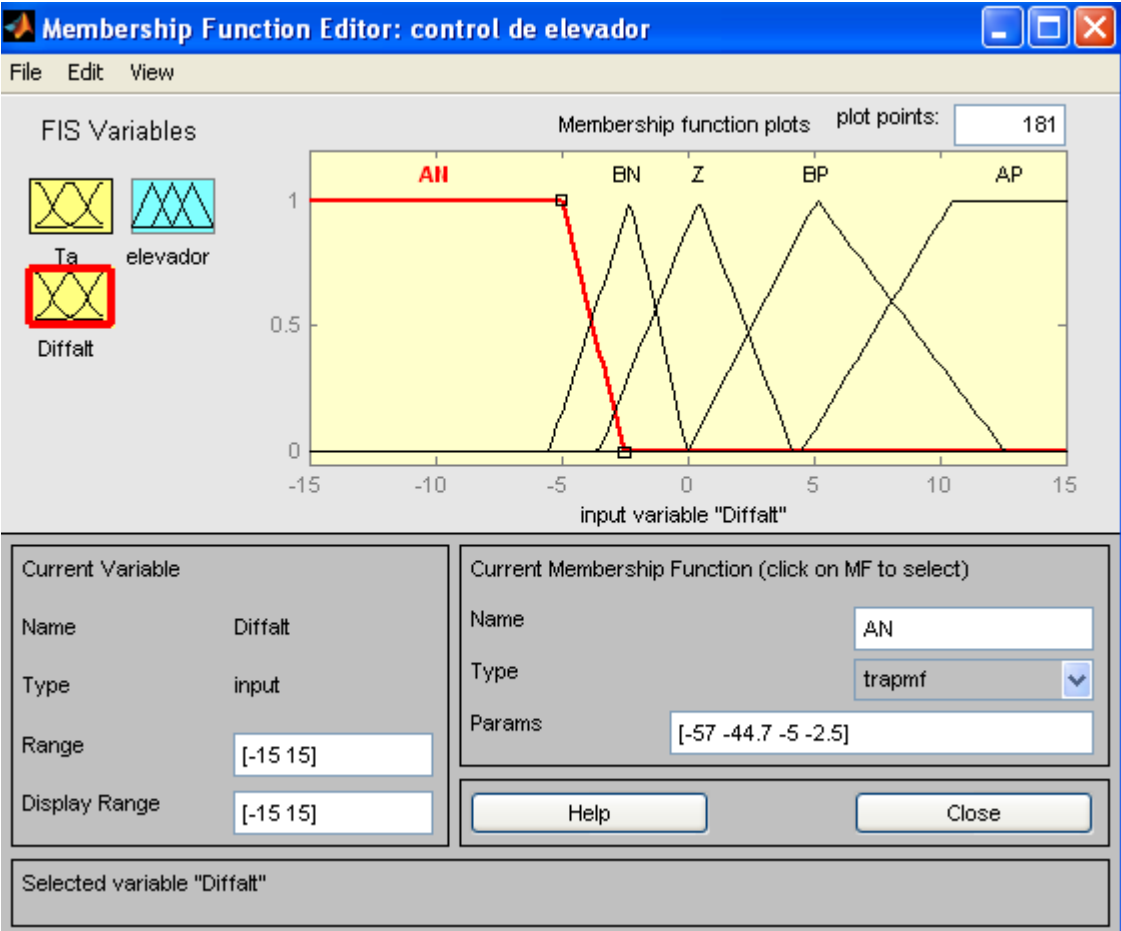 Membership Function Editor: control de elevador
File Edit View
FIS Variables
Ta
elevador
Diffalt
Membership function plots
plot points:
181
AN BN Z BP AP
1
0.5
0
-15 -10 -5 0 5 10 15
input variable "Diffalt"
Current Variable
Name Diffalt
Type input
Range [-15 15]
Display Range [-15 15]
Current Membership Function (click on MF to select)
Name AN
Type trapmf
Params [-57 -44.7 -5 -2.5]
Help Close
Selected variable "Diffalt"